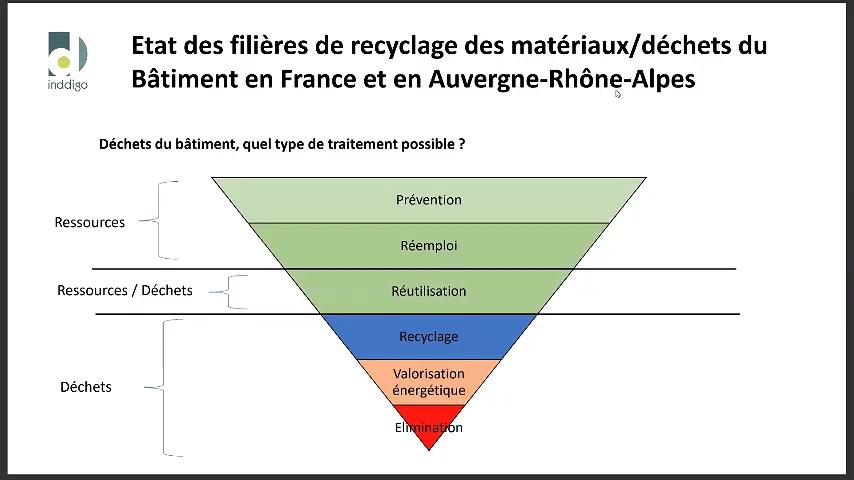 Etat des filières de recyclage des matériaux/déchets du
Bâtiment en France et en Auvergne-Rhône-Alpes
inddigo
Déchets du bâtiment, quel type de traitement possible ?
Prévention
Ressources
Réemploi
Ressources / Déchets
Réutilisation
Recyclage
Valorisation
énergétique
Déchets
Elimination